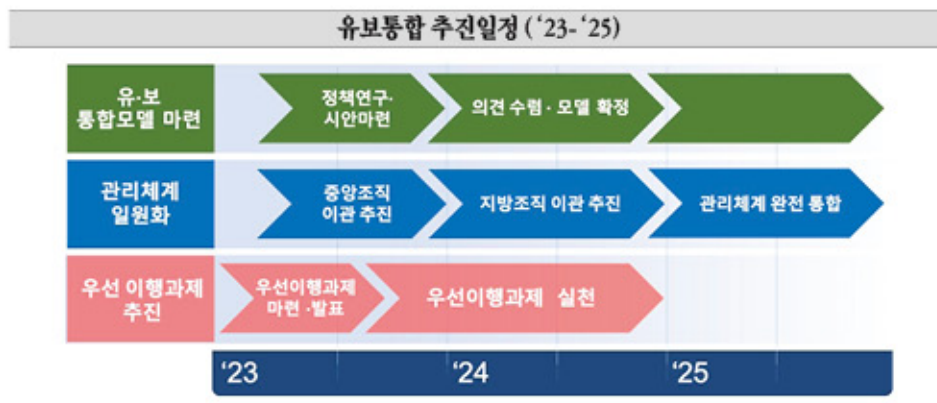 유보통합 추진일정 (‘23-‘25)
유·보
통합모델 마련
정책연구·
시안마련
의견 수렴·모델 확정
관리체계
일원화
중앙조직
이관 추진
지방조직 이관 추진
관리체계 완전 통합
우선 이행과제
추진
우선이행과제
마련·발표
우선이행과제 실천
‘23
‘24
‘25